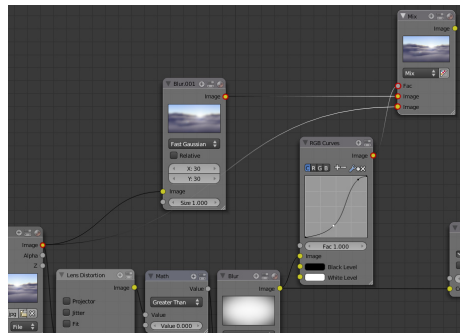 Mix
Image
Mix
Fac
Image
Image
Blur.001
Image
Fast Gaussian
Relative
X: 30
Y: 30
Image
Size 1.000
RGB Curves
Image
R G B
Fac 1.000
Image
Black Level
White Level
Image
Alpha
Z
File
Lens Distortion
Image
Projector
Jitter
Fit
Math
Value
Greater Than
Value
Value 0.000
Blur
Image